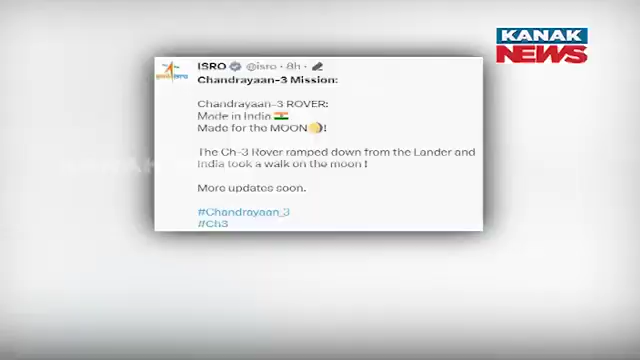 KANAK
NEWS
ISRO @isro · 8h ·
Chandrayaan-3 Mission:
Chandrayaan-3 ROVER:
Made in India 🇮🇳
Made for the MOON🌖!
The Ch-3 Rover ramped down from the Lander and
India took a walk on the moon !
More updates soon.
#Chandrayaan_3
#Ch3